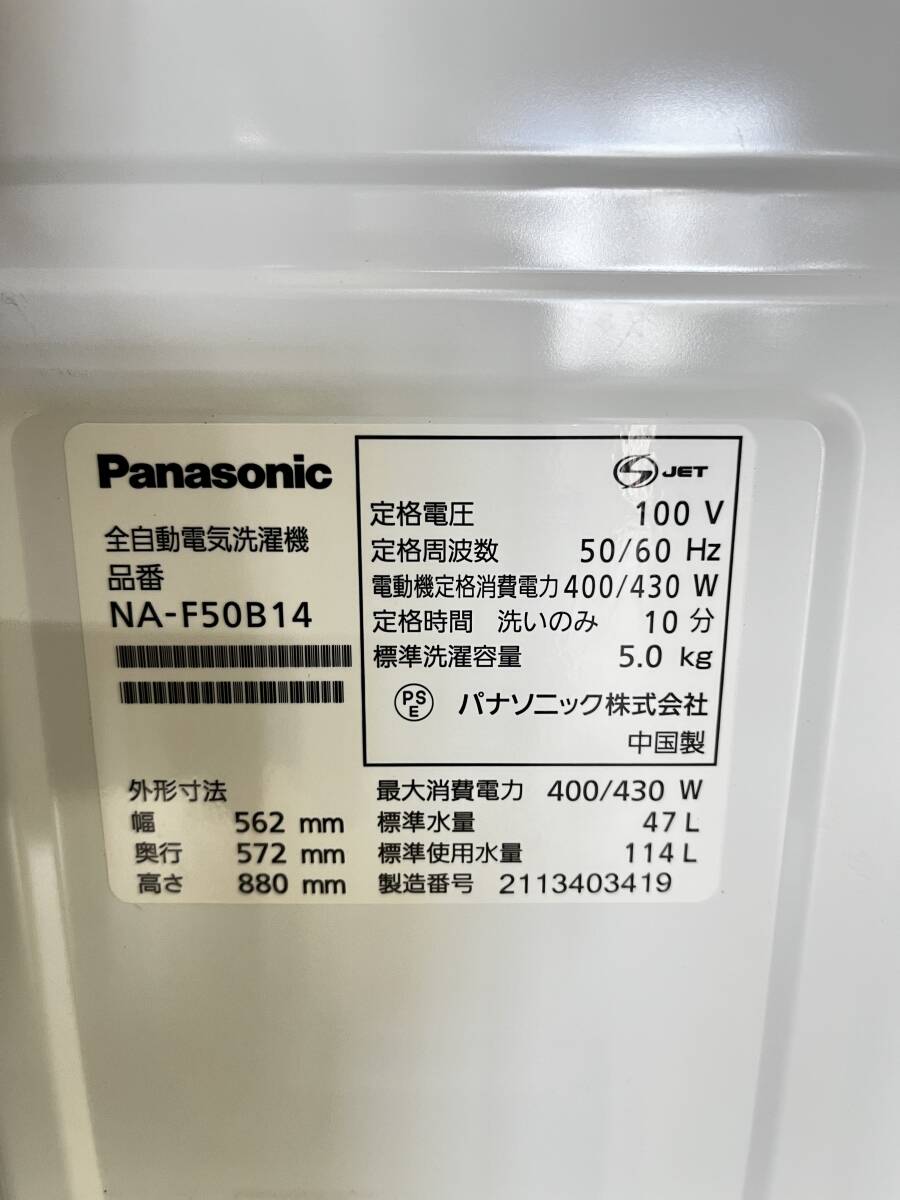 Panasonic
全自動電気洗濯機
品番
NA-F50B14
S JET
定格電圧 100 V
定格周波数 50/60 Hz
電動機定格消費電力 400/430 W
定格時間 洗いのみ 10 分
標準洗濯容量 5.0 kg
PSE パナソニック株式会社
中国製
外形寸法
幅 562 mm
奥行 572 mm
高さ 880 mm
最大消費電力 400/430 W
標準水量 47 L
標準使用水量 114 L
製造番号 2113403419